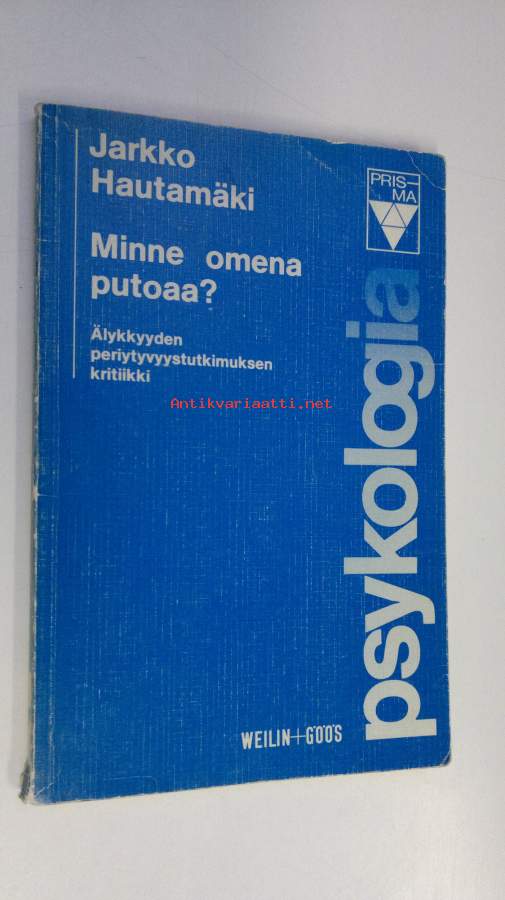 Jarkko
Hautamäki
Minne omena
putoaa?
Älykkyyden
periytyvyystutkimuksen
kritiikki
PRIS-
MA
psykologia
WEILIN+GÖÖS
Antikvariaatti.net